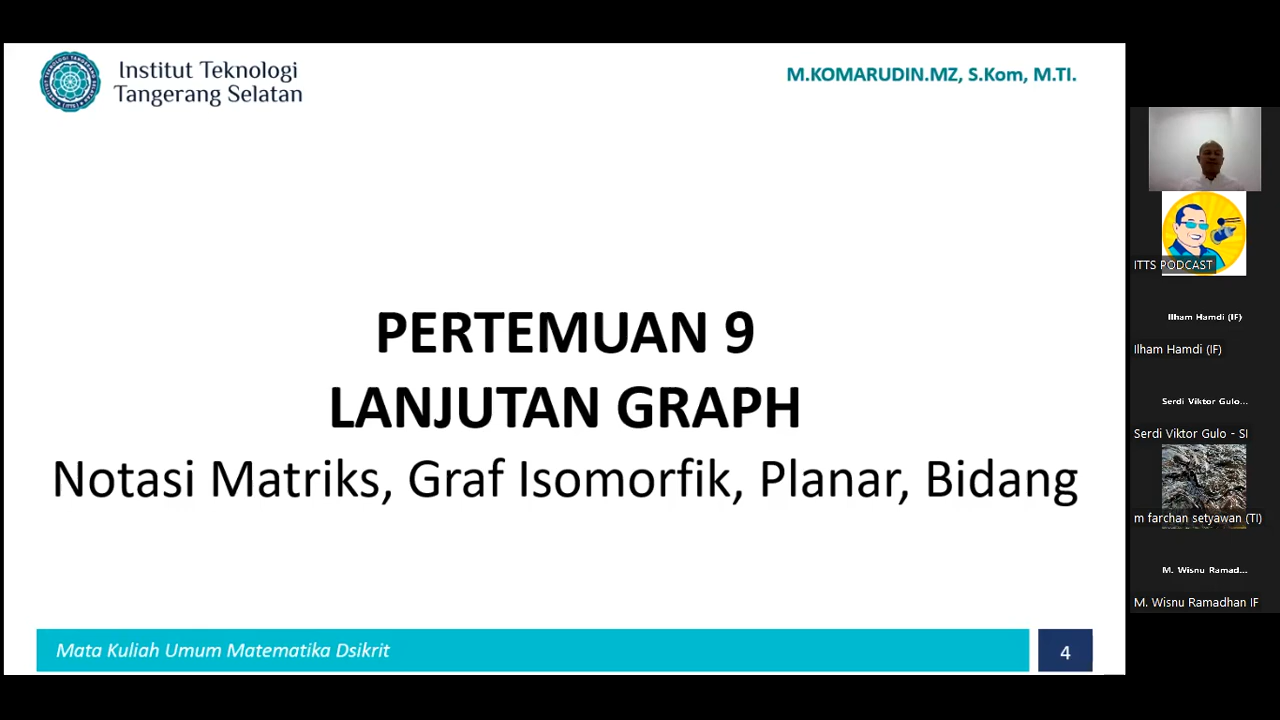 Institut Teknologi
Tangerang Selatan
M.KOMARUDIN.MZ, S.Kom, M.TI.
PERTEMUAN 9
LANJUTAN GRAPH
Notasi Matriks, Graf Isomorfik, Planar, Bidang
Mata Kuliah Umum Matematika Dsikrit
4
ITTS PODCAST
Ilham Hamdi (IF)
Ilham Hamdi (IF)
Serdi Viktor Gulo...
Serdi Viktor Gulo - SI
m farchan setyawan (TI)
M. Wisnu Ramad...
M. Wisnu Ramadhan IF